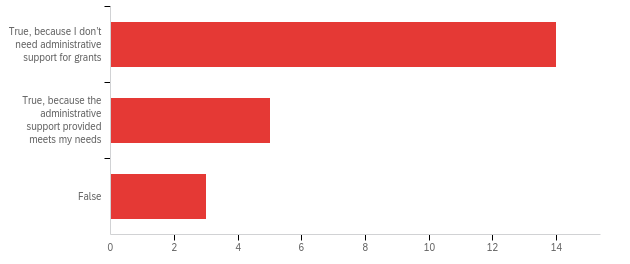 True, because I don't
need administrative
support for grants
True, because the
administrative
support provided
meets my needs
False
0 2 4 6 8 10 12 14